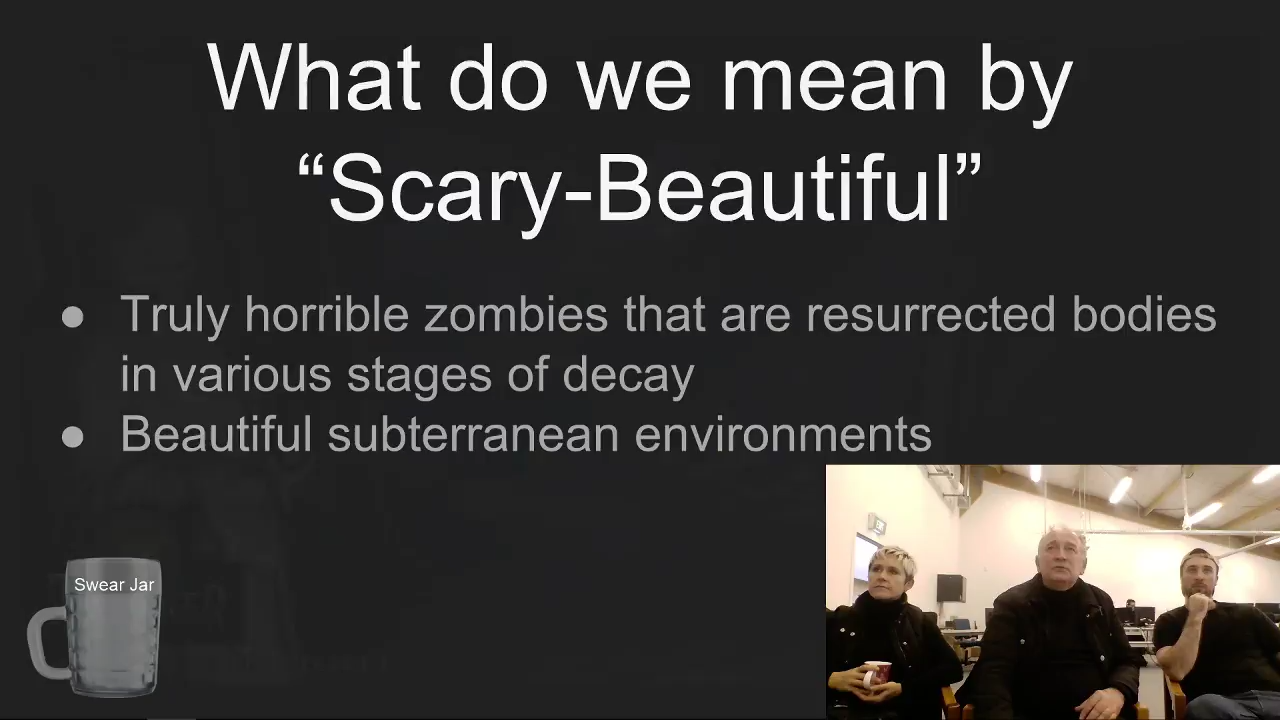 What do we mean by
“Scary-Beautiful”
● Truly horrible zombies that are resurrected bodies
in various stages of decay
● Beautiful subterranean environments
Swear Jar